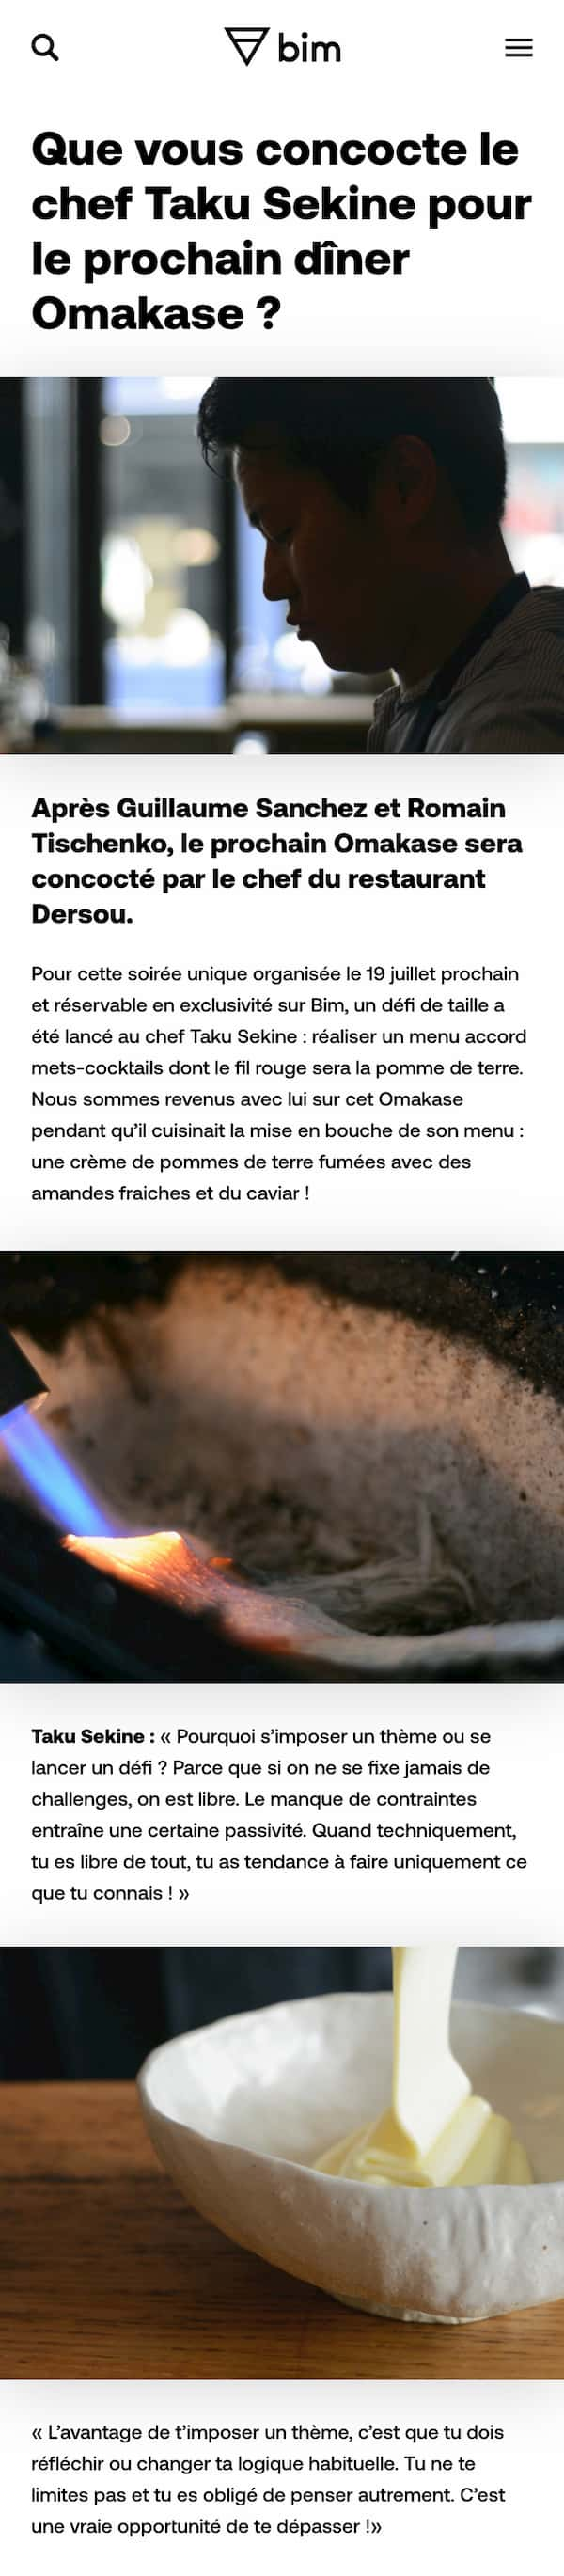 bim
Que vous concocte le
chef Taku Sekine pour
le prochain dîner
Omakase ?
Après Guillaume Sanchez et Romain
Tischenko, le prochain Omakase sera
concocté par le chef du restaurant
Dersou.
Pour cette soirée unique organisée le 19 juillet prochain
et réservable en exclusivité sur Bim, un défi de taille a
été lancé au chef Taku Sekine : réaliser un menu accord
mets-cocktails dont le fil rouge sera la pomme de terre.
Nous sommes revenus avec lui sur cet Omakase
pendant qu’il cuisinait la mise en bouche de son menu :
une crème de pommes de terre fumées avec des
amandes fraiches et du caviar !
Taku Sekine : « Pourquoi s’imposer un thème ou se
lancer un défi ? Parce que si on ne se fixe jamais de
challenges, on est libre. Le manque de contraintes
entraîne une certaine passivité. Quand techniquement,
tu es libre de tout, tu as tendance à faire uniquement ce
que tu connais ! »
« L’avantage de t’imposer un thème, c’est que tu dois
réfléchir ou changer ta logique habituelle. Tu ne te
limites pas et tu es obligé de penser autrement. C’est
une vraie opportunité de te dépasser !»